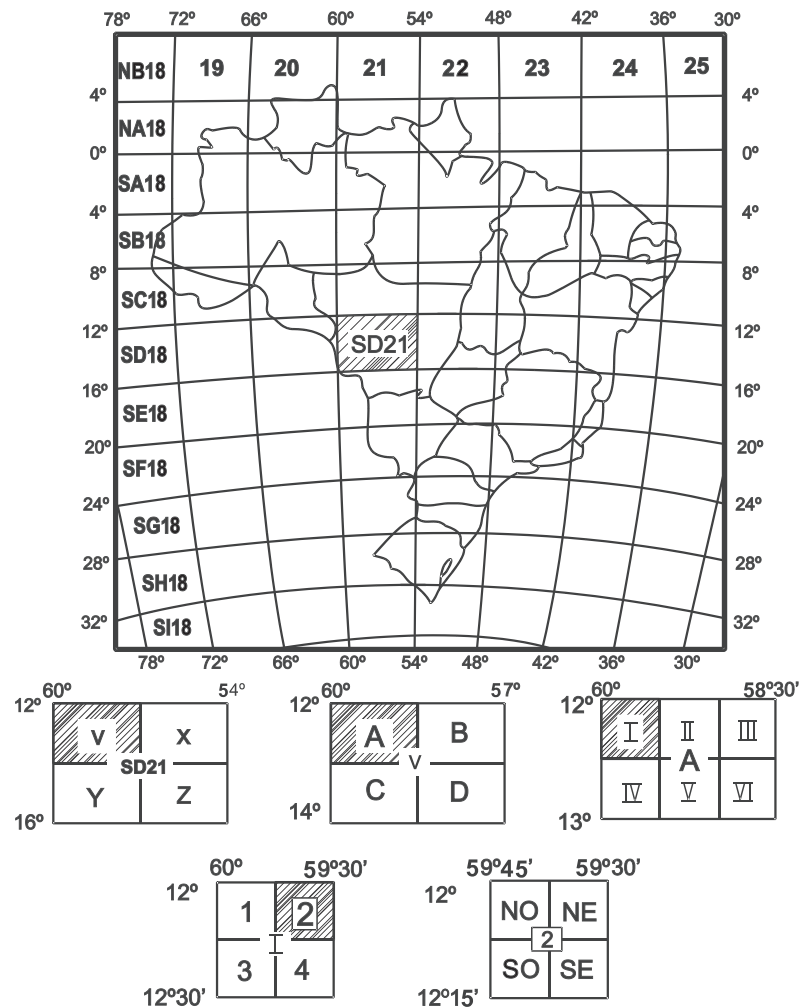 78º 72º 66º 60º 54º 48º 42º 36º 30º
NB18 19 20 21 22 23 24 25
4º 4º
NA18
0º 0º
SA18
4º 4º
SB18
8º 8º
SC18
12º 12º
SD21
SD18
16º 16º
SE18
20º 20º
SF18
24º 24º
SG18
28º 28º
SH18
32º 32º
SI18
78º 72º 66º 60º 54º 48º 42º 36º 30º
60º 54º
12º
V X
SD21
Y Z
16º
60º 57º
12º
A B
V
C D
14º
60º 58º30’
12º
I II III
A
IV V VI
13º
60º 59º30’
12º
1 2
I
3 4
12º30’
59º45’ 59º30’
12º
NO NE
2
SO SE
12º15’